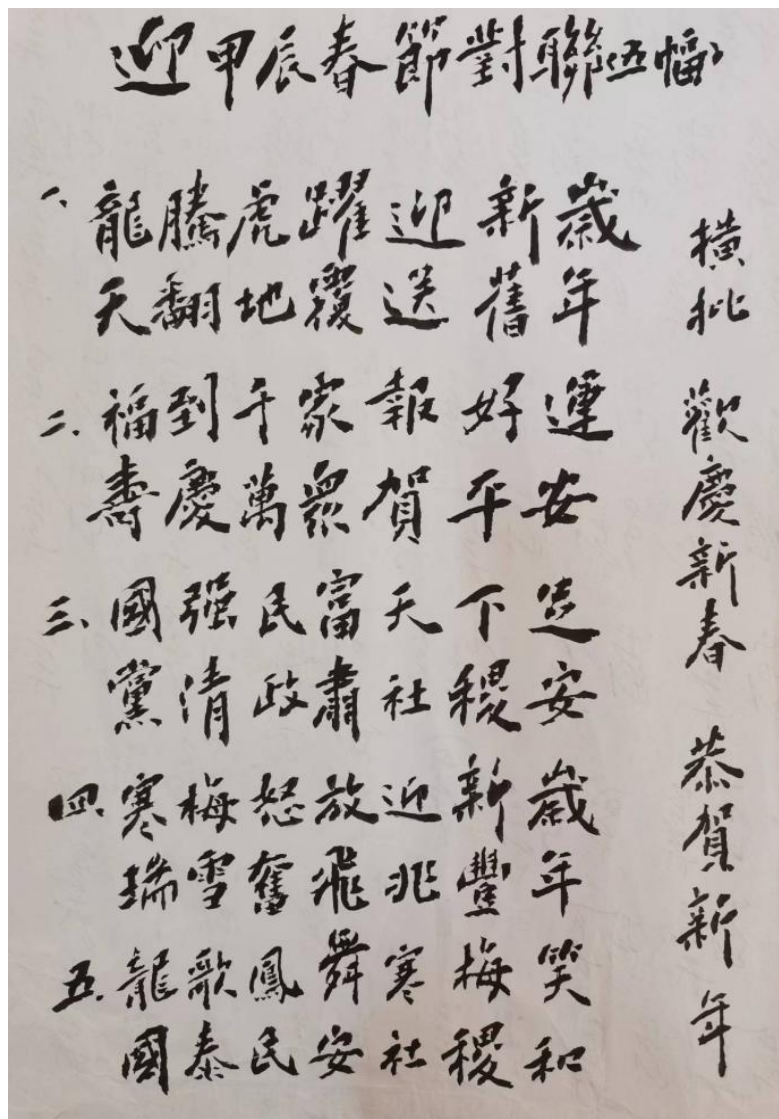 迎甲辰春節對聯伍幅
一、龍騰虎躍迎新歲
天翻地覆送舊年
二、福到千家報好運
壽慶萬眾賀平安
三、國強民富天下定
黨清政肅社稷安
四、寒梅怒放迎新歲
瑞雪奮飛兆豐年
五、龍歌鳳舞寒梅笑
國泰民安社稷和
橫批 歡慶新春 恭賀新年